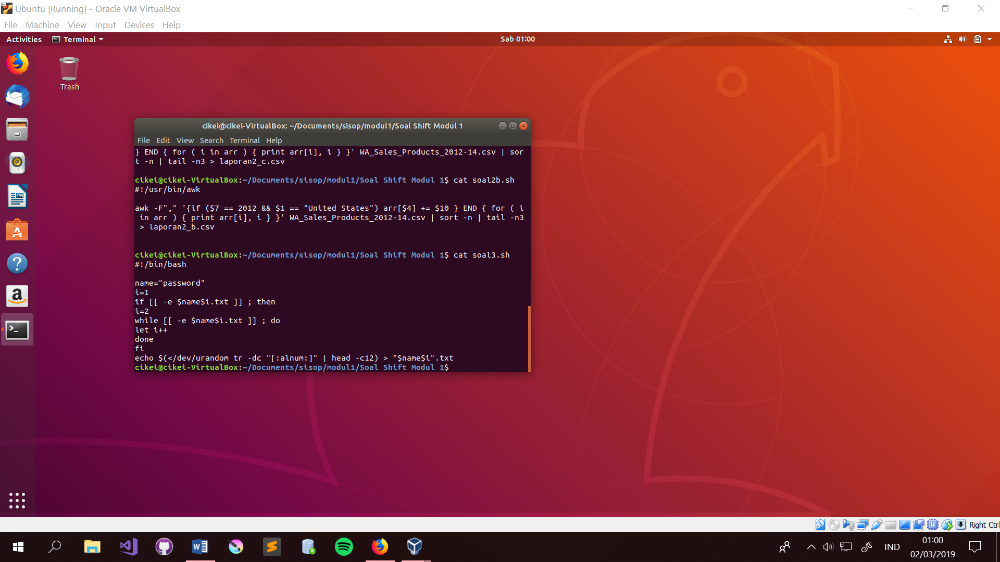 Ubuntu [Running] - Oracle VM VirtualBox
File Machine View Input Devices Help
Activities Terminal Sab 01:00
Trash
cikei@cikei-VirtualBox: ~/Documents/sisop/modul1/Soal Shift Modul 1
File Edit View Search Terminal Help
} END { for ( i in arr ) { print arr[i], i } }' WA_Sales_Products_2012-14.csv | sor
t -n | tail -n3 > laporan2_c.csv
cikei@cikei-VirtualBox:~/Documents/sisop/modul1/Soal Shift Modul 1$ cat soal2b.sh
#!/usr/bin/awk
awk -F"," '{if ($7 == 2012 && $1 == "United States") arr[$4] += $10 } END { for ( i
in arr ) { print arr[i], i } }' WA_Sales_Products_2012-14.csv | sort -n | tail -n3
> laporan2_b.csv
cikei@cikei-VirtualBox:~/Documents/sisop/modul1/Soal Shift Modul 1$ cat soal3.sh
#!/bin/bash
name="password"
i=1
if [[ -e $name$i.txt ]] ; then
i=2
while [[ -e $name$i.txt ]] ; do
let i++
done
fi
echo $(</dev/urandom tr -dc "[:alnum:]" | head -c12) > "$name$i".txt
cikei@cikei-VirtualBox:~/Documents/sisop/modul1/Soal Shift Modul 1$
Right Ctrl
IND
01:00
02/03/2019